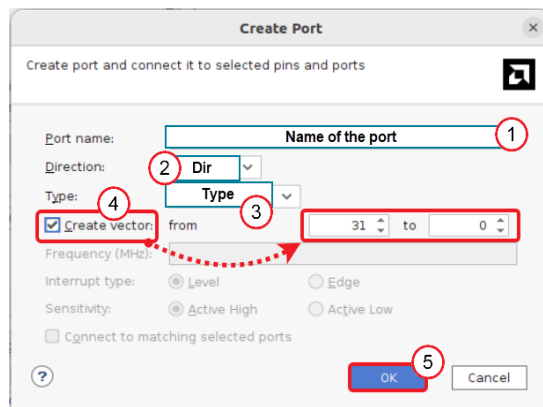 Create Port
Create port and connect it to selected pins and ports
Port name: Name of the port 1
Direction: 2 Dir
Type: Type 3
4
Create vector: from 31 to 0
Frequency (MHz):
Interrupt type: Level Edge
Sensitivity: Active High Active Low
Connect to matching selected ports
5
? OK Cancel